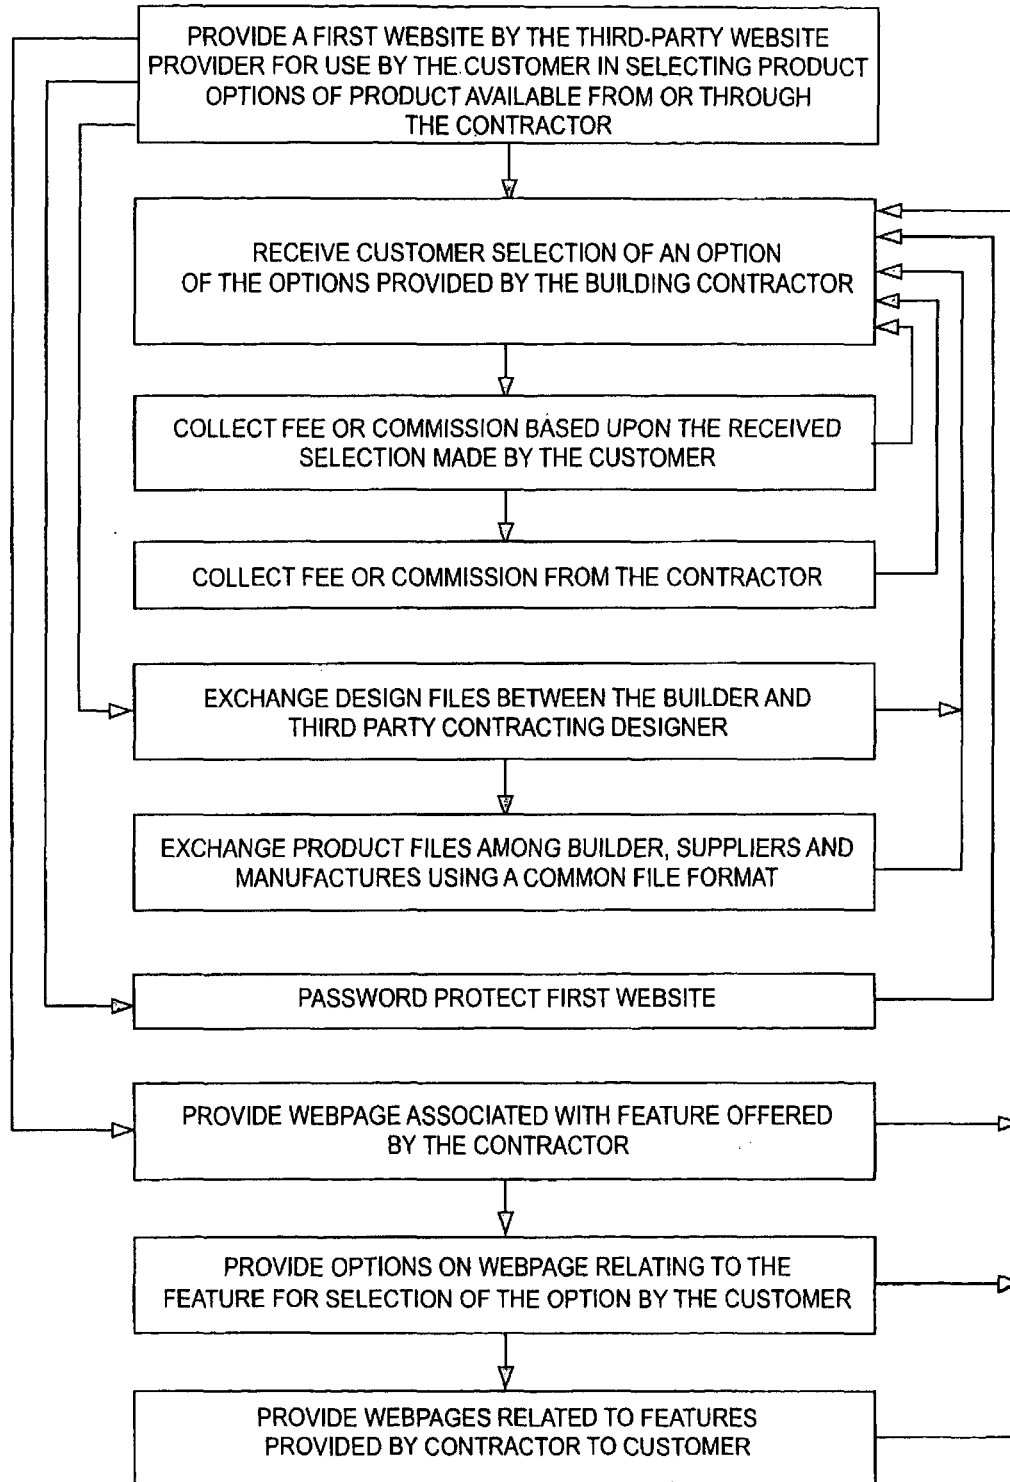 PROVIDE A FIRST WEBSITE BY THE THIRD-PARTY WEBSITE
PROVIDER FOR USE BY THE CUSTOMER IN SELECTING PRODUCT
OPTIONS OF PRODUCT AVAILABLE FROM OR THROUGH
THE CONTRACTOR
RECEIVE CUSTOMER SELECTION OF AN OPTION
OF THE OPTIONS PROVIDED BY THE BUILDING CONTRACTOR
COLLECT FEE OR COMMISSION BASED UPON THE RECEIVED
SELECTION MADE BY THE CUSTOMER
COLLECT FEE OR COMMISSION FROM THE CONTRACTOR
EXCHANGE DESIGN FILES BETWEEN THE BUILDER AND
THIRD PARTY CONTRACTING DESIGNER
EXCHANGE PRODUCT FILES AMONG BUILDER, SUPPLIERS AND
MANUFACTURES USING A COMMON FILE FORMAT
PASSWORD PROTECT FIRST WEBSITE
PROVIDE WEBPAGE ASSOCIATED WITH FEATURE OFFERED
BY THE CONTRACTOR
PROVIDE OPTIONS ON WEBPAGE RELATING TO THE
FEATURE FOR SELECTION OF THE OPTION BY THE CUSTOMER
PROVIDE WEBPAGES RELATED TO FEATURES
PROVIDED BY CONTRACTOR TO CUSTOMER